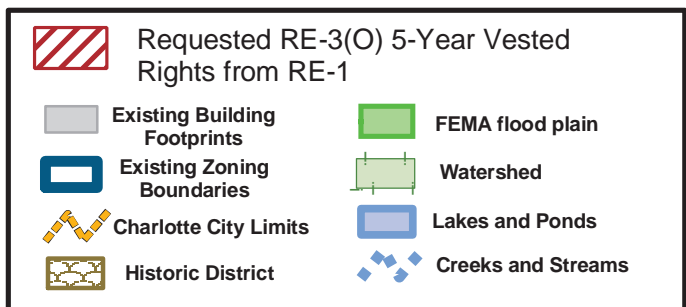 Requested RE-3(O) 5-Year Vested
Rights from RE-1
Existing Building
Footprints
Existing Zoning
Boundaries
Charlotte City Limits
Historic District
FEMA flood plain
Watershed
Lakes and Ponds
Creeks and Streams